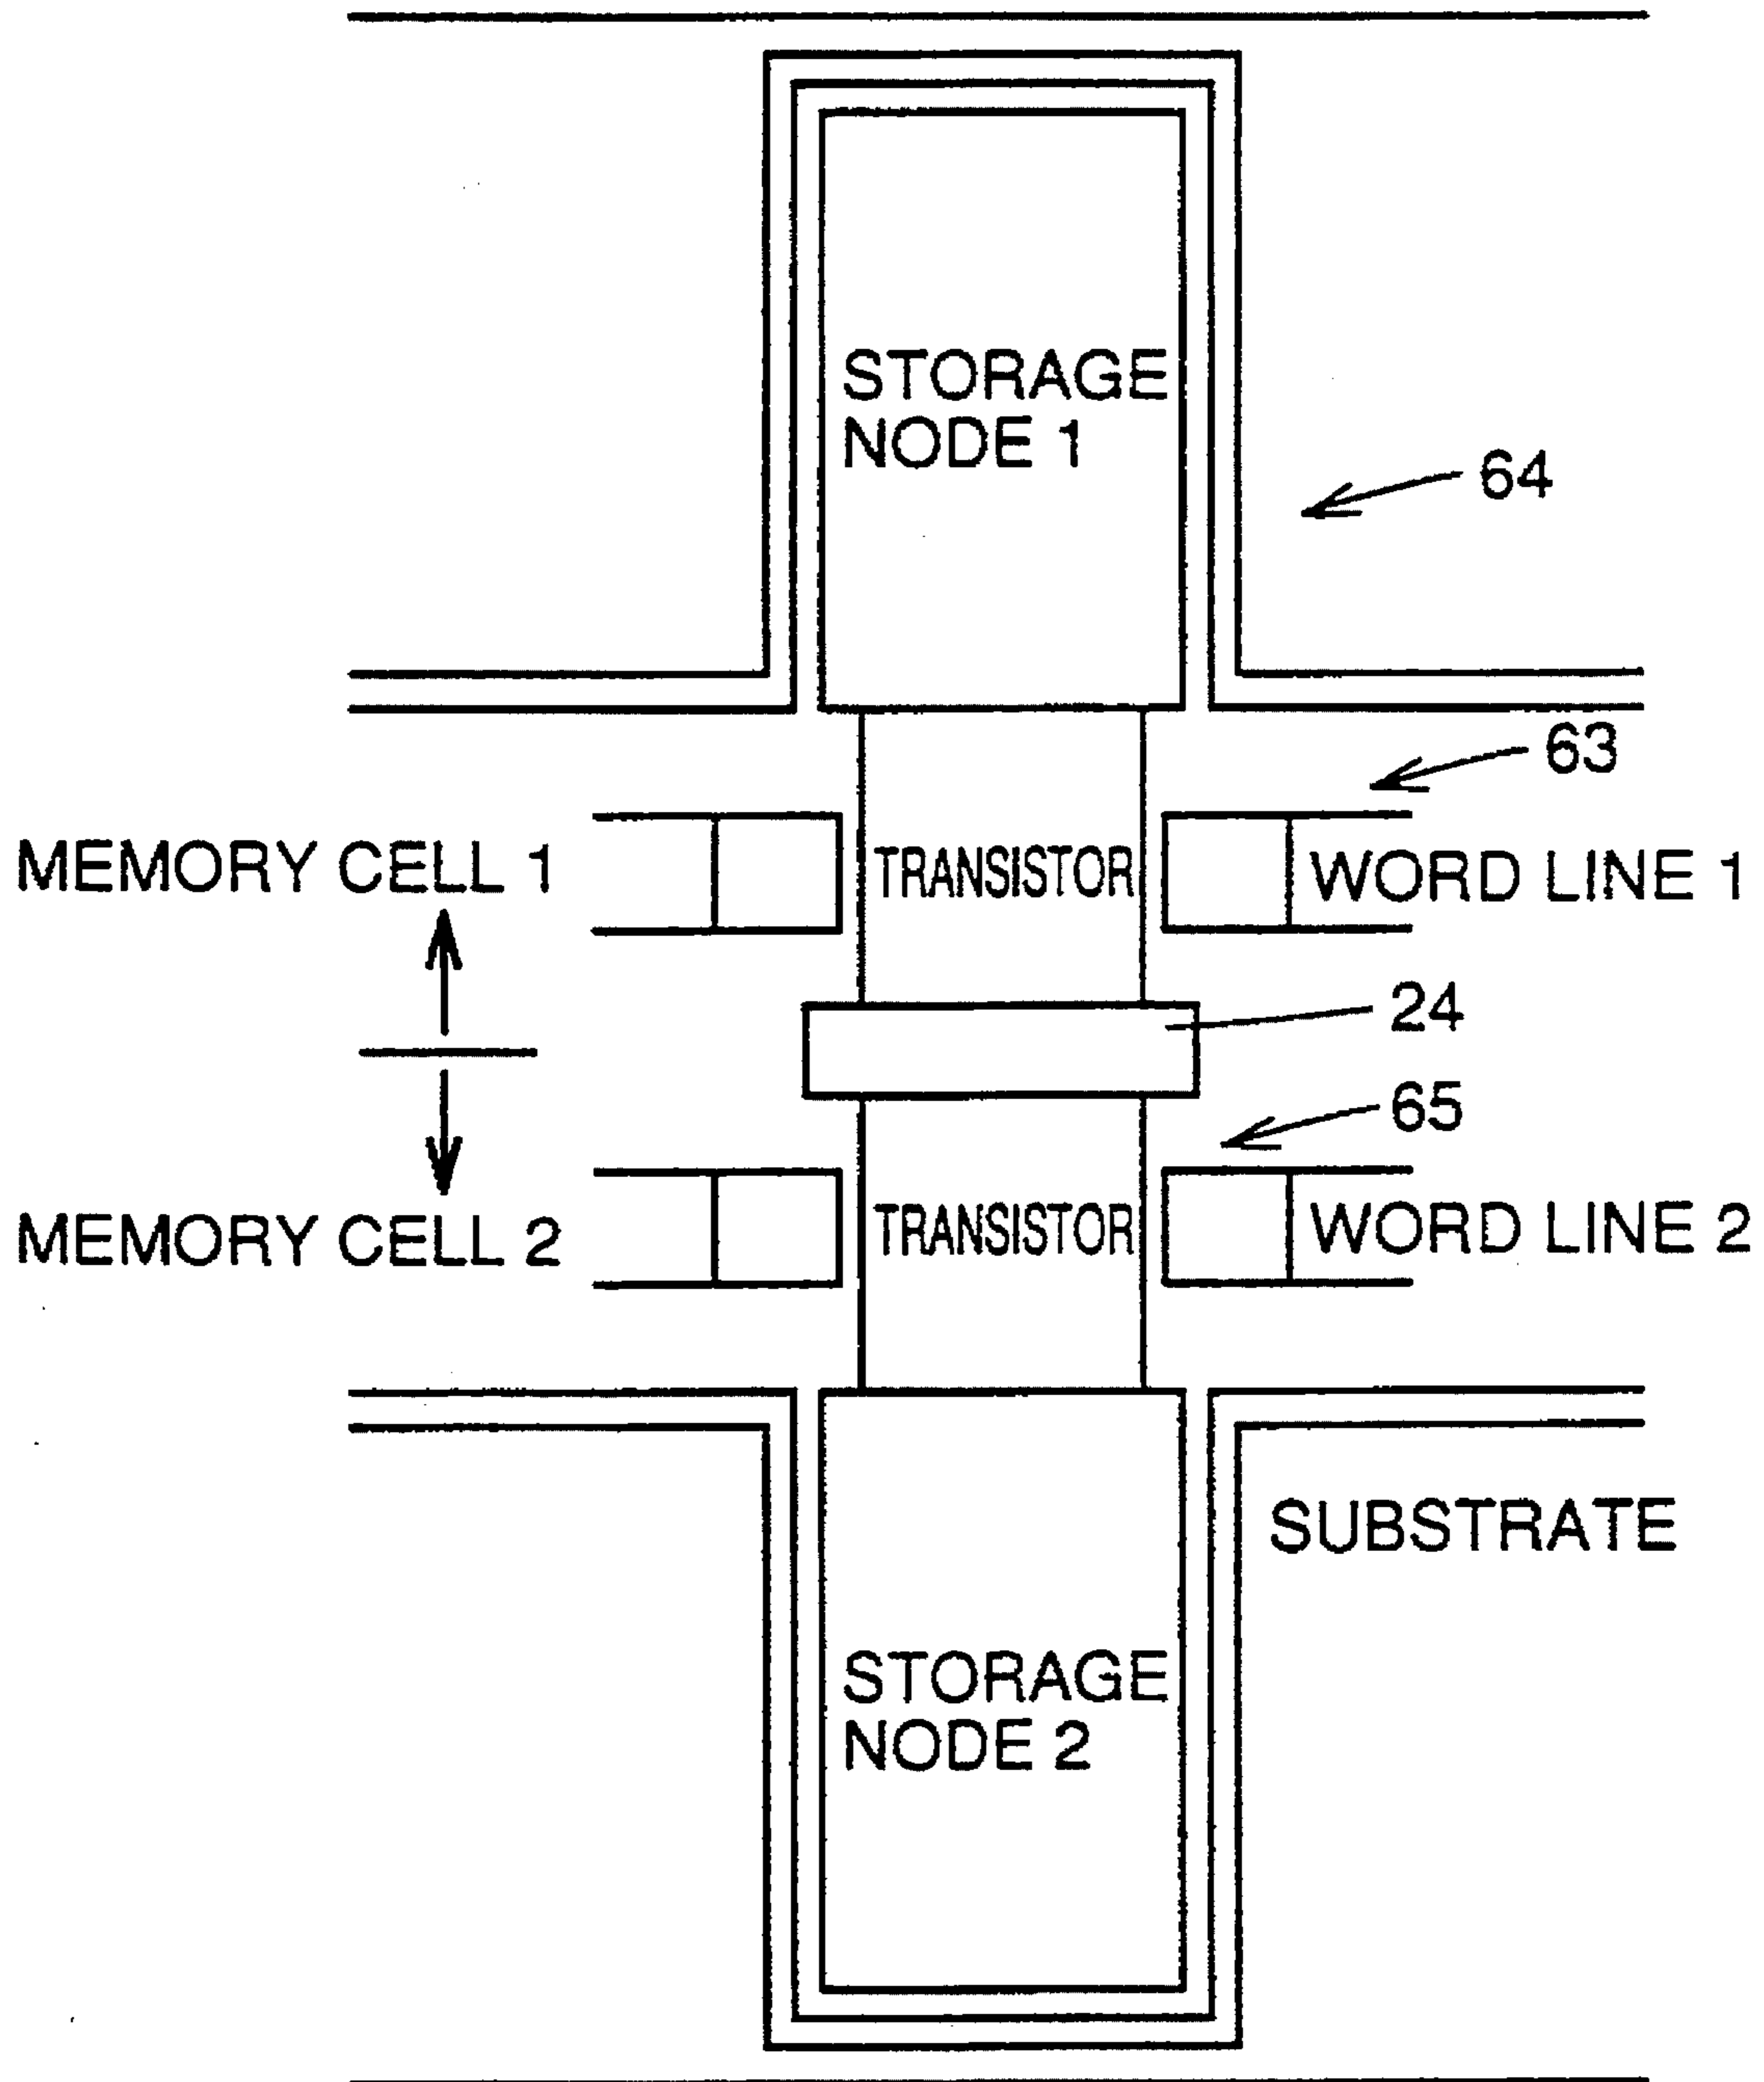 STORAGE
NODE 1
64
63
MEMORY CELL 1
TRANSISTOR
WORD LINE 1
24
65
MEMORY CELL 2
TRANSISTOR
WORD LINE 2
SUBSTRATE
STORAGE
NODE 2